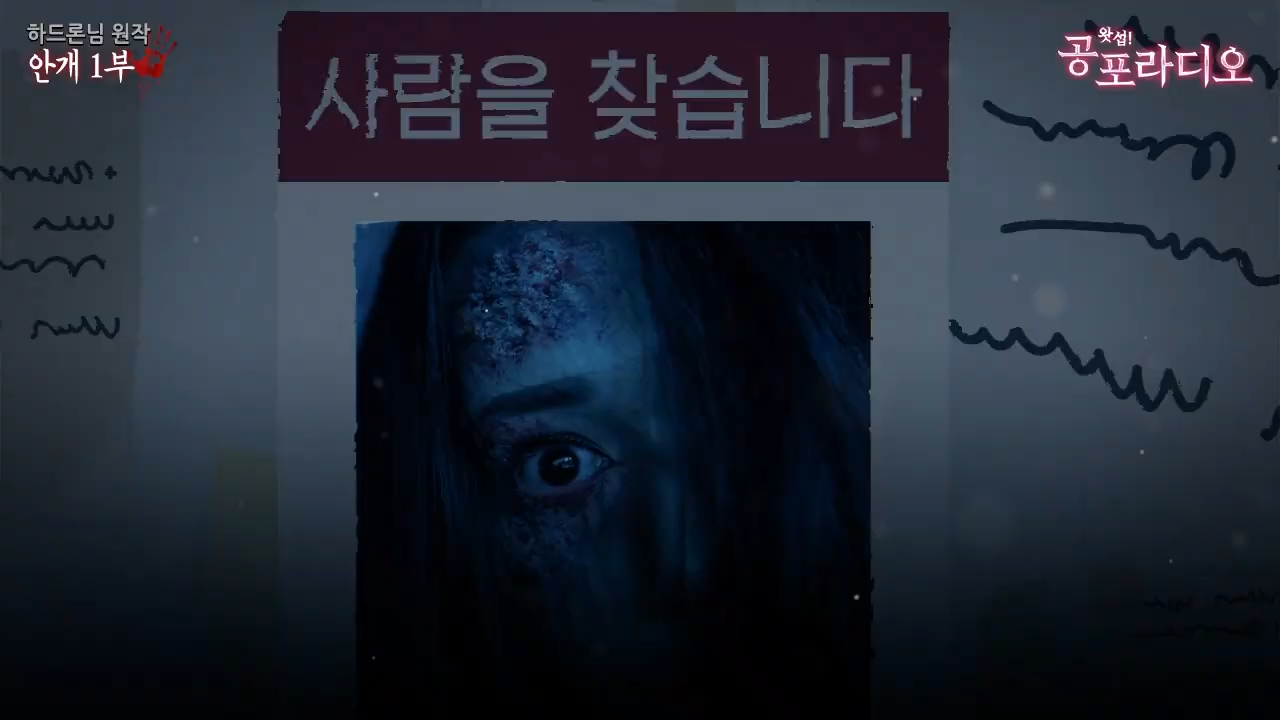 하드론님 원작
안개 1부
사람을 찾습니다
왓섭!
공포라디오